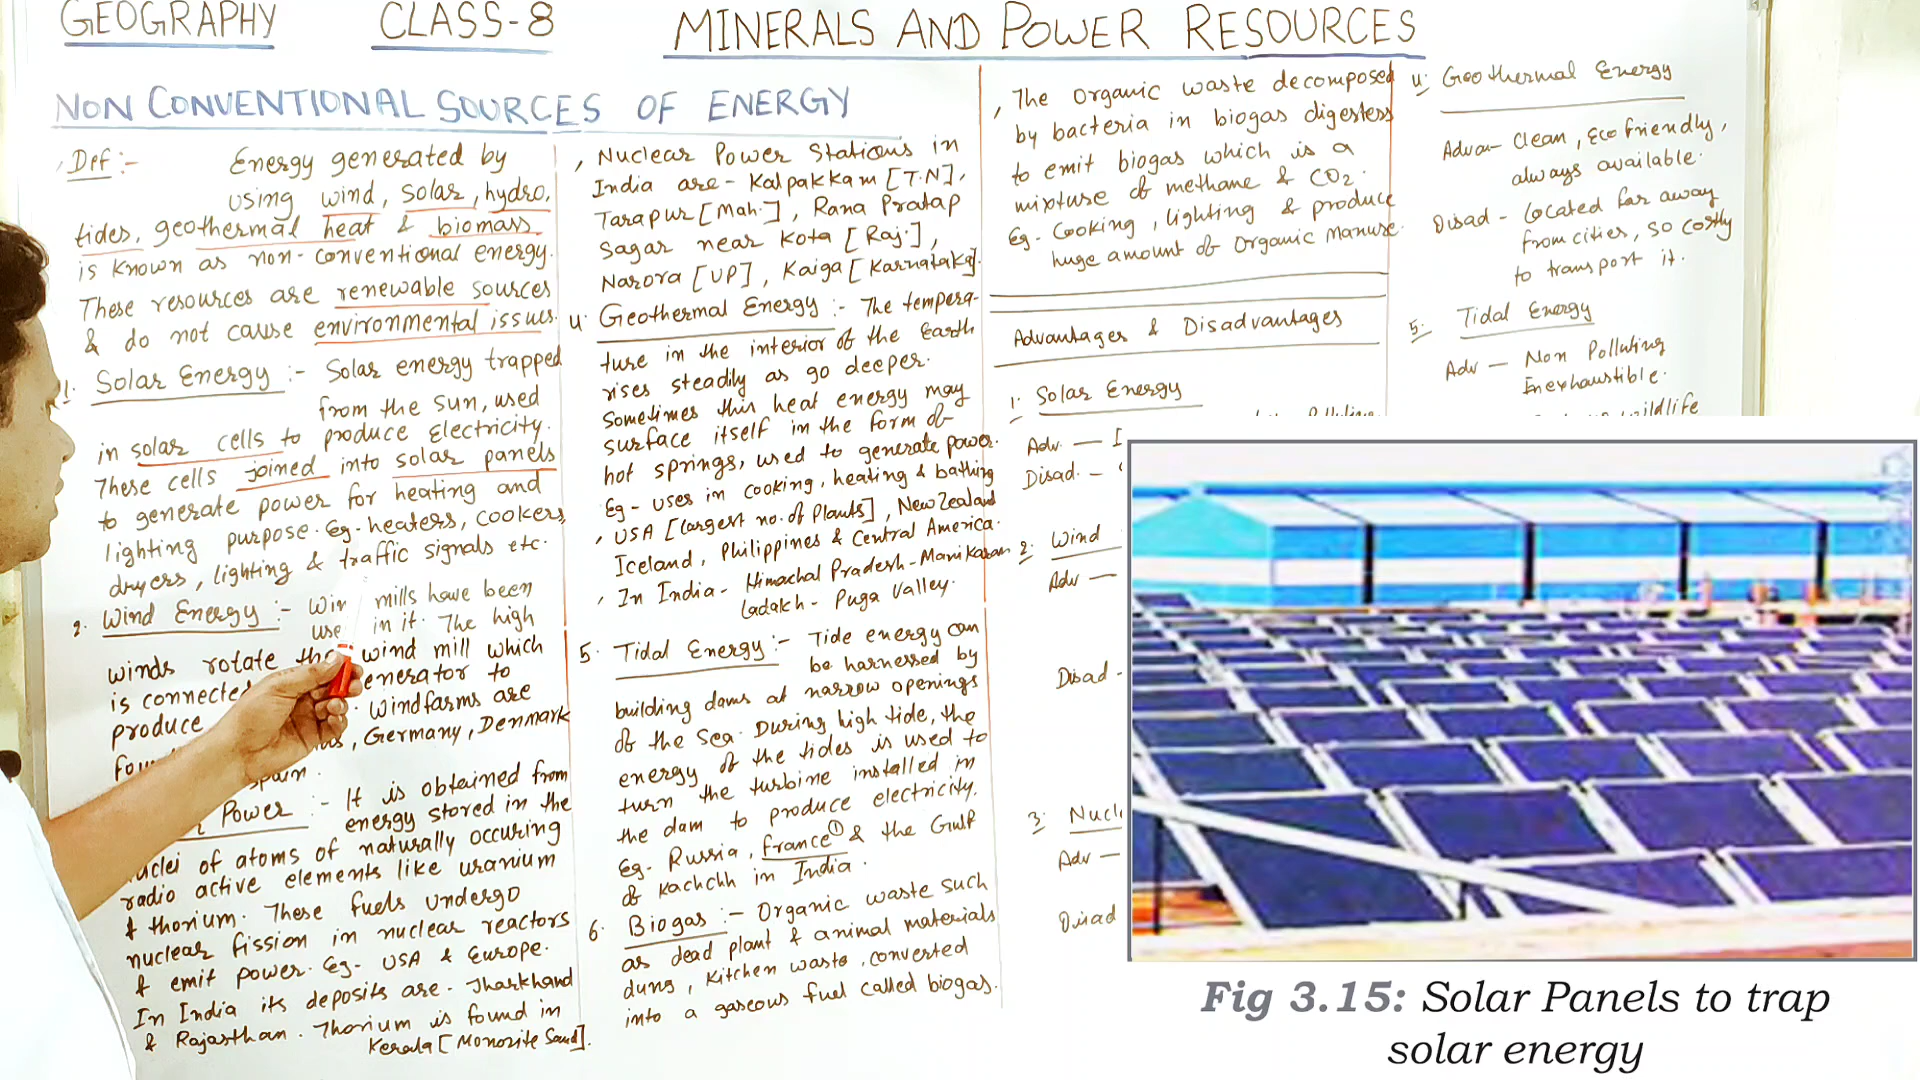 GEOGRAPHY CLASS-8 MINERALS AND POWER RESOURCES
NON CONVENTIONAL SOURCES OF ENERGY
Def :- Energy generated by
using wind, solar, hydro,
tides, geothermal heat & biomass
is known as non-conventional energy.
These resources are renewable sources
& do not cause environmental issues.
1. Solar Energy :- Solar energy trapped
from the sun, used
in solar cells to produce electricity.
These cells joined into solar panels
to generate power for heating and
lighting purpose. Eg- heaters, cookers,
dryers, lighting & traffic signals etc.
2. Wind Energy :- mills have been
in it. The high
winds rotate the wind mill which
is connected to
produce . Windfarms are
, Germany, Denmark
Power :- It is obtained from
energy stored in the
nuclei of atoms of naturally occuring
radio active elements like uranium
& thorium. These fuels undergo
nuclear fission in nuclear reactors
& emit power. Eg- USA & Europe.
In India its deposits are - Jharkhand
& Rajasthan. Thorium is found in
Kerala [Monozite Sand].
, Nuclear Power Stations in
India are - Kalpakkam [T.N],
Tarapur [Mah.], Rana Pratap
Sagar near Kota [Raj.],
Narora [UP], Kaiga [Karnataka].
4. Geothermal Energy :- The tempera-
ture in the interior of the Earth
rises steadily as go deeper.
Sometimes this heat energy may
surface itself in the form of
hot springs, used to generate power.
Eg- uses in cooking, heating & bathing
, USA [largest no. of Plants], New Zealand
Iceland, Philippines & Central America.
, In India - Himachal Pradesh - Manikaran
Ladakh - Puga Valley.
5. Tidal Energy :- Tide energy can
be harnessed by
building dams at narrow openings
of the sea. During high tide, the
energy of the tides is used to
turn the turbine installed in
the dam to produce electricity.
Eg- Russia, france ① & the Gulf
of Kachchh in India.
6. Biogas :- Organic waste such
as dead plant & animal materials
dung, kitchen waste, converted
into a gaseous fuel called biogas.
, The Organic waste decomposed
by bacteria in biogas digesters
to emit biogas which is a
mixture of methane & CO2.
Eg- Cooking, lighting & produce
huge amount of Organic Manure.
Advantages & Disadvantages
1. Solar Energy
Adv. —
Disad. —
2. Wind
Adv —
Disad -
3. Nucl
Adv —
Disad
4. Geothermal Energy
Advan- Clean, Eco friendly,
always available.
Disad - Located far away
from cities, so costly
to transport it.
5. Tidal Energy
Adv — Non Polluting
Inexhaustible.
wildlife
Fig 3.15: Solar Panels to trap
solar energy